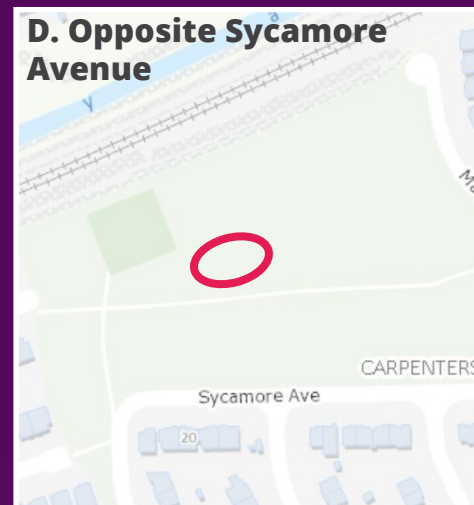 D. Opposite Sycamore
Avenue
y
CARPENTERS
Sycamore Ave
20